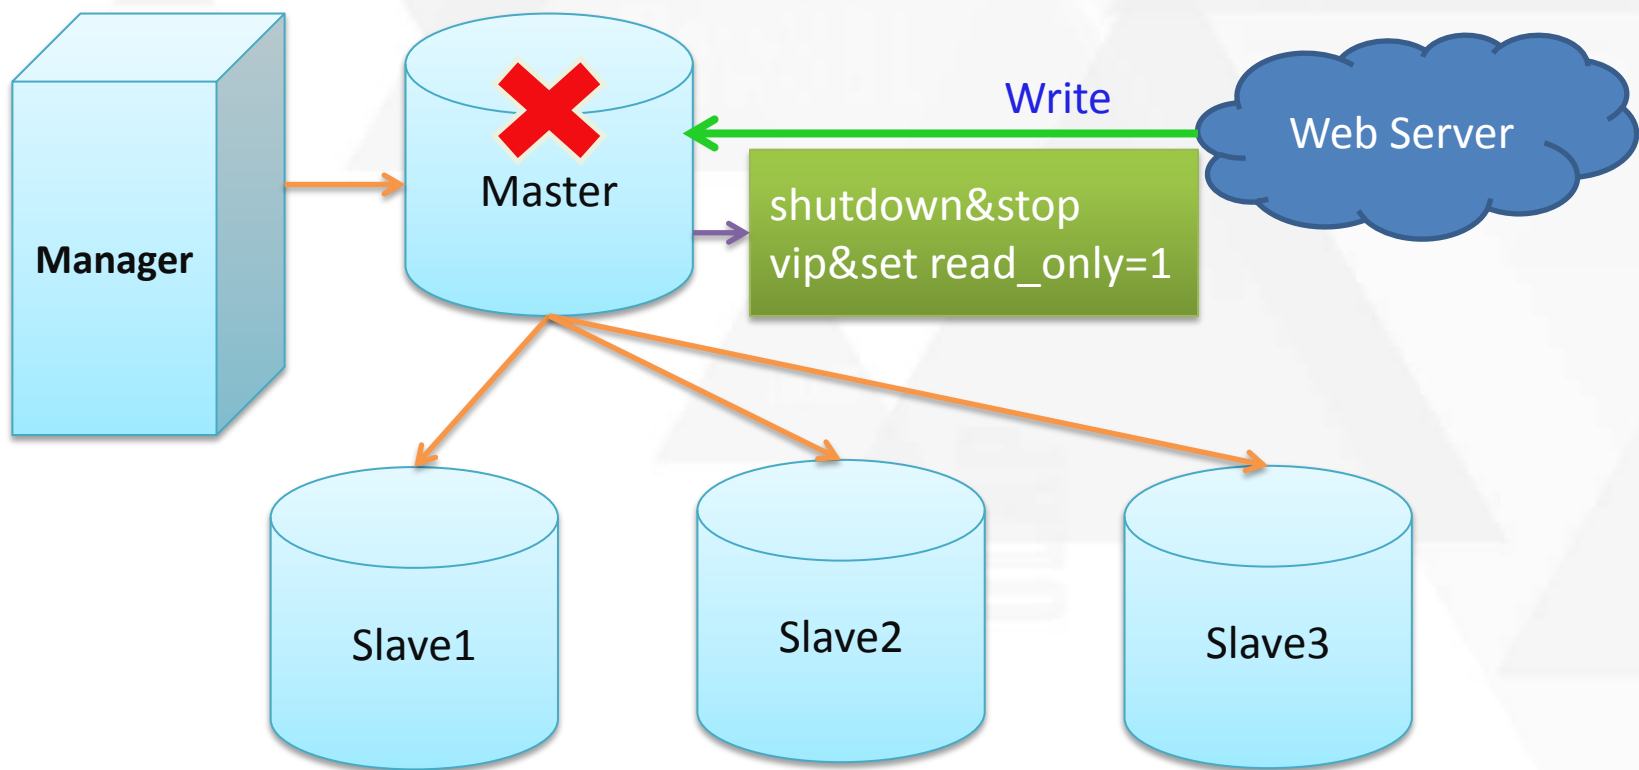 Write
Web Server
Master
shutdown&stop
vip&set read_only=1
Manager
Slave1
Slave2
Slave3